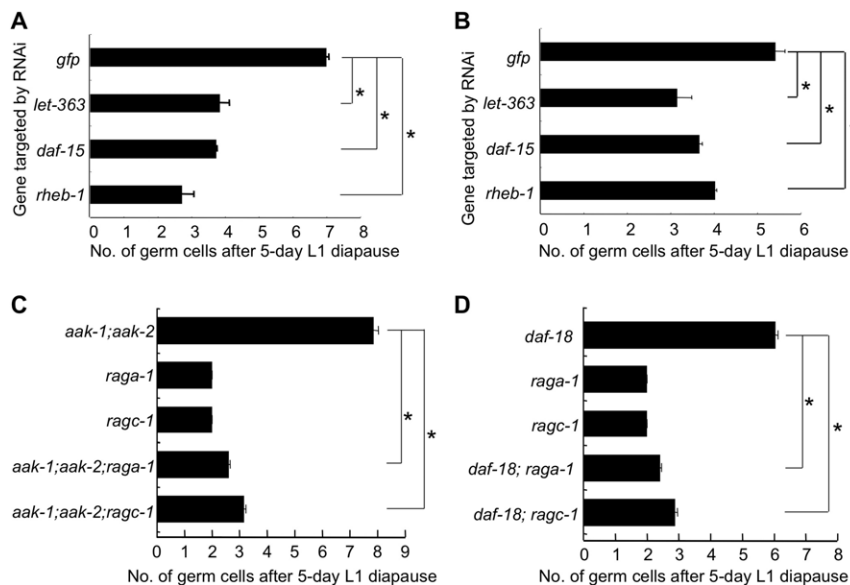 A
Gene targeted by RNAi
gfp
let-363
daf-15
rheb-1
*
*
*
0 1 2 3 4 5 6 7 8
No. of germ cells after 5-day L1 diapause
B
Gene targeted by RNAi
gfp
let-363
daf-15
rheb-1
*
*
0 1 2 3 4 5 6
No. of germ cells after 5-day L1 diapause
C
aak-1;aak-2
raga-1
ragc-1
aak-1;aak-2;raga-1
aak-1;aak-2;ragc-1
*
*
0 1 2 3 4 5 6 7 8 9
No. of germ cells after 5-day L1 diapause
D
daf-18
raga-1
ragc-1
daf-18; raga-1
daf-18; ragc-1
*
*
0 1 2 3 4 5 6 7 8
No. of germ cells after 5-day L1 diapause